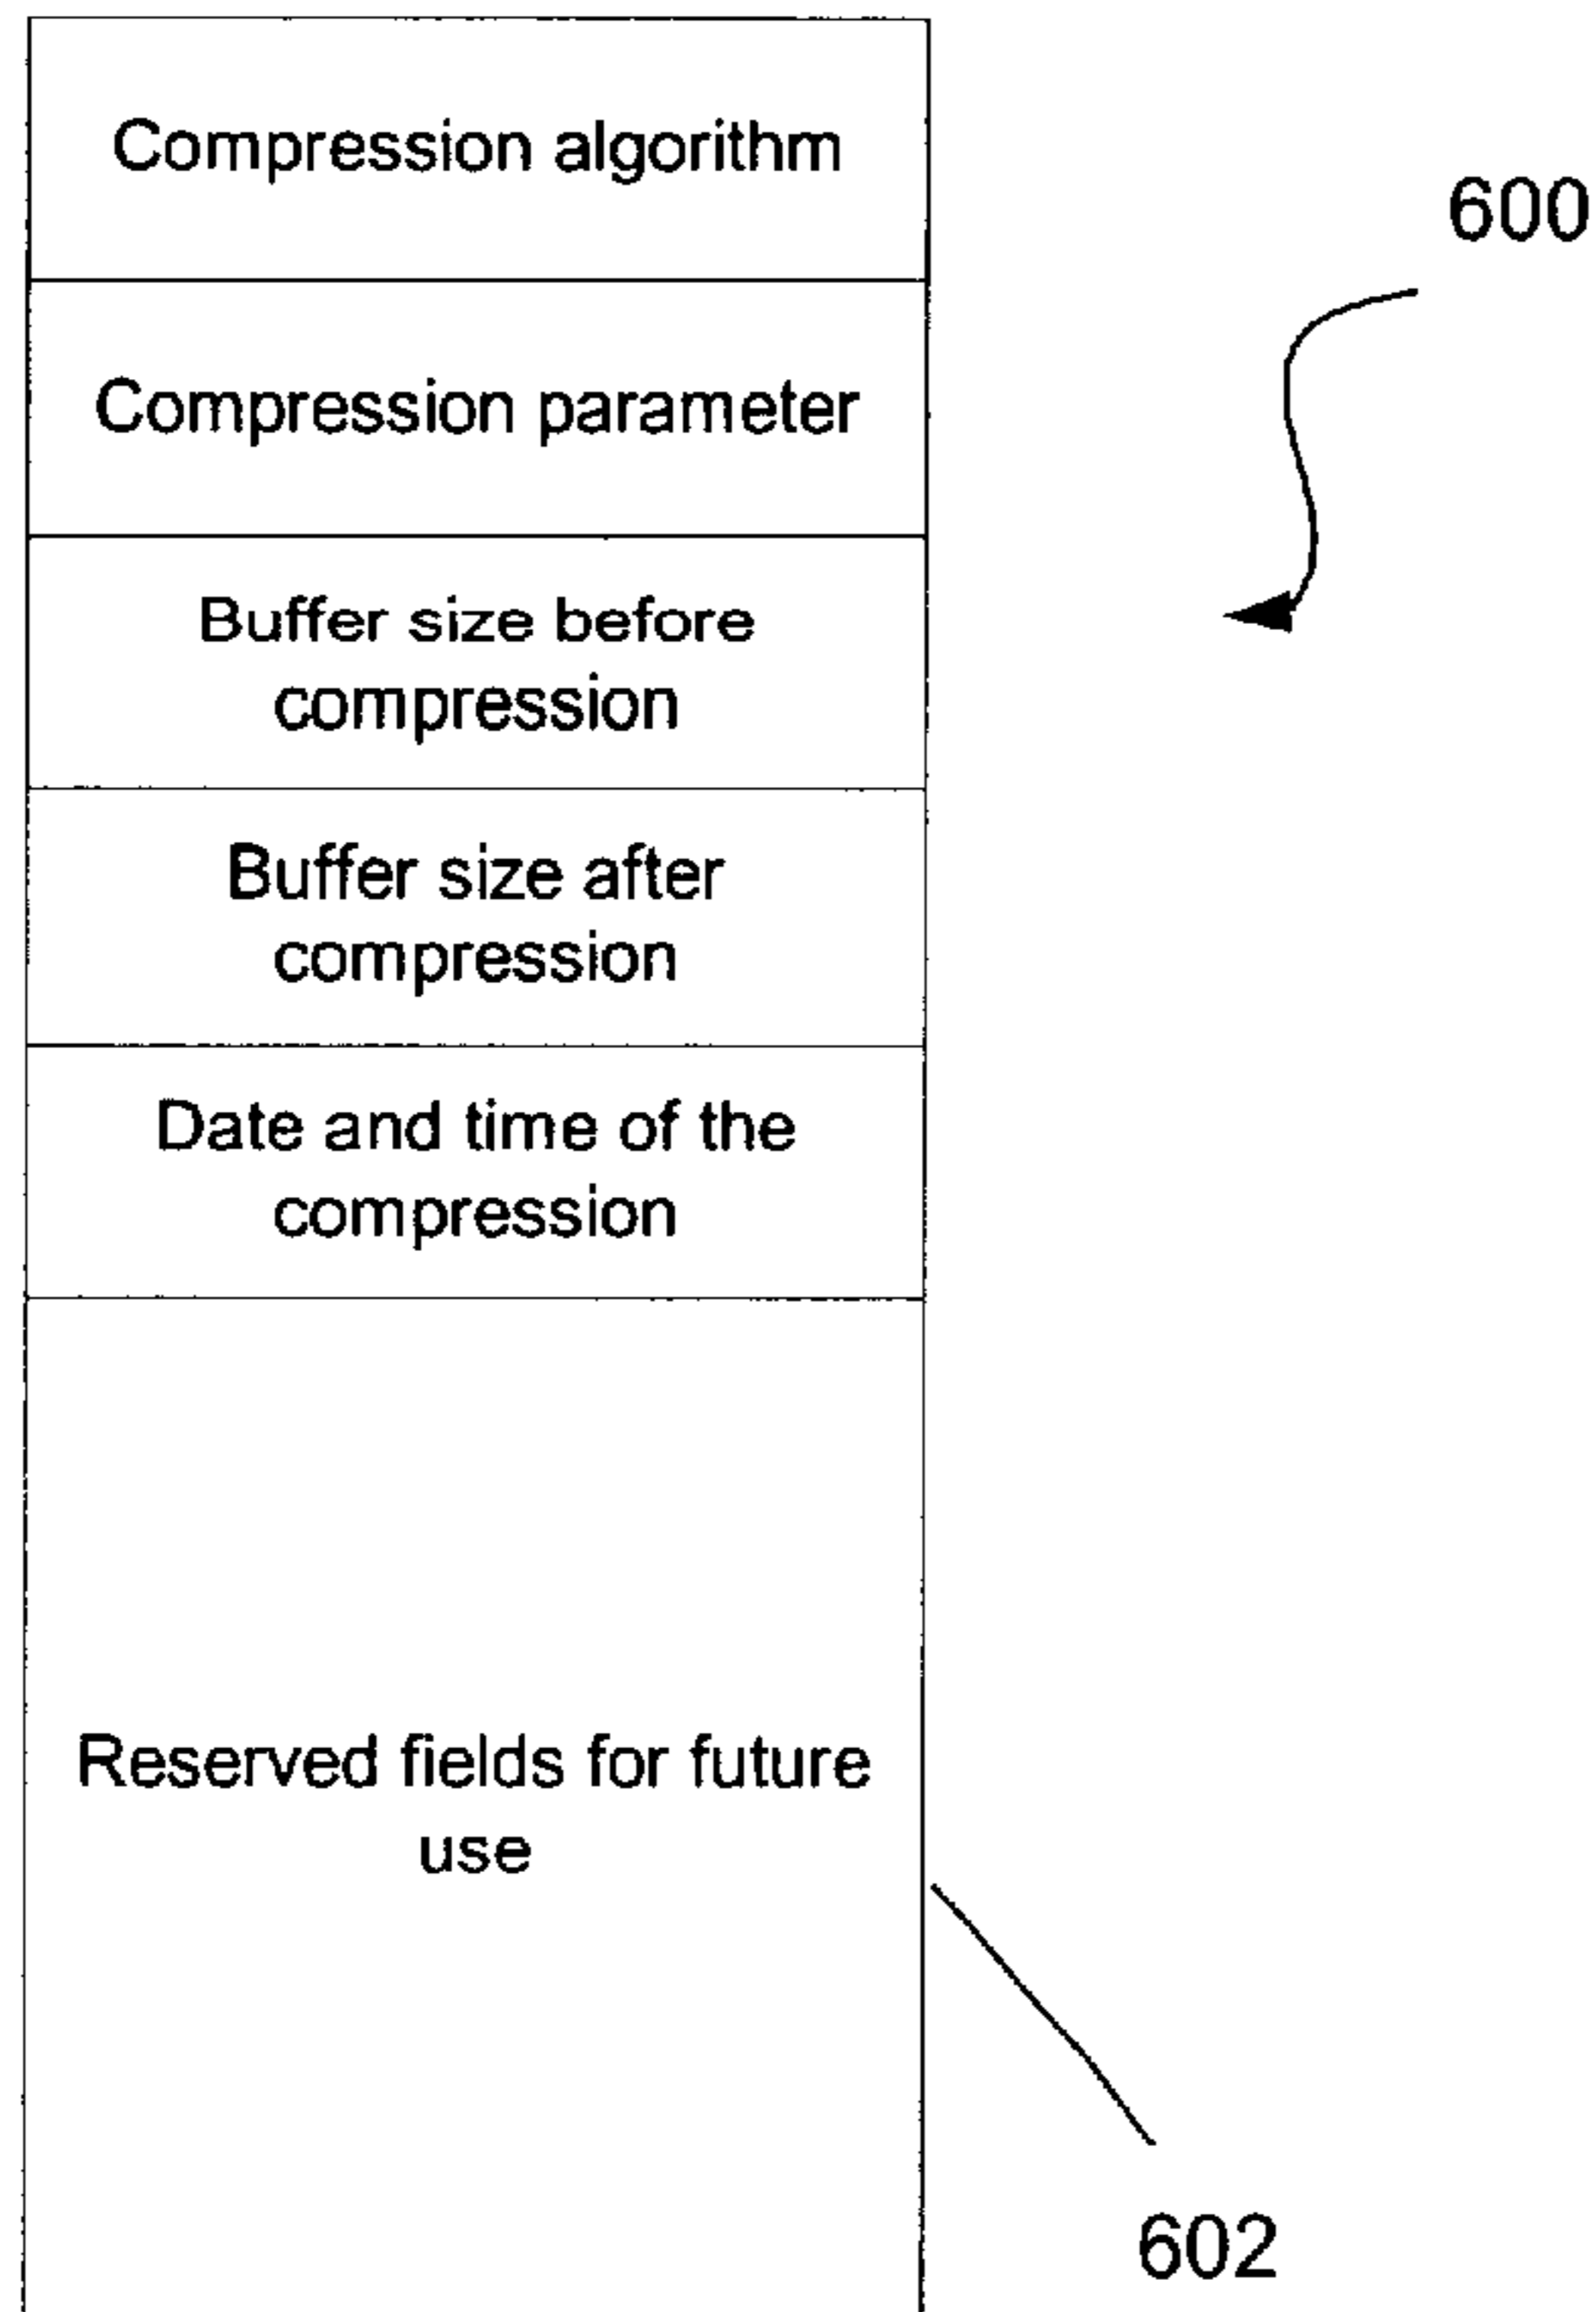 Compression algorithm
600
Compression parameter
Buffer size before
compression
Buffer size after
compression
Date and time of the
compression
Reserved fields for future
use
602